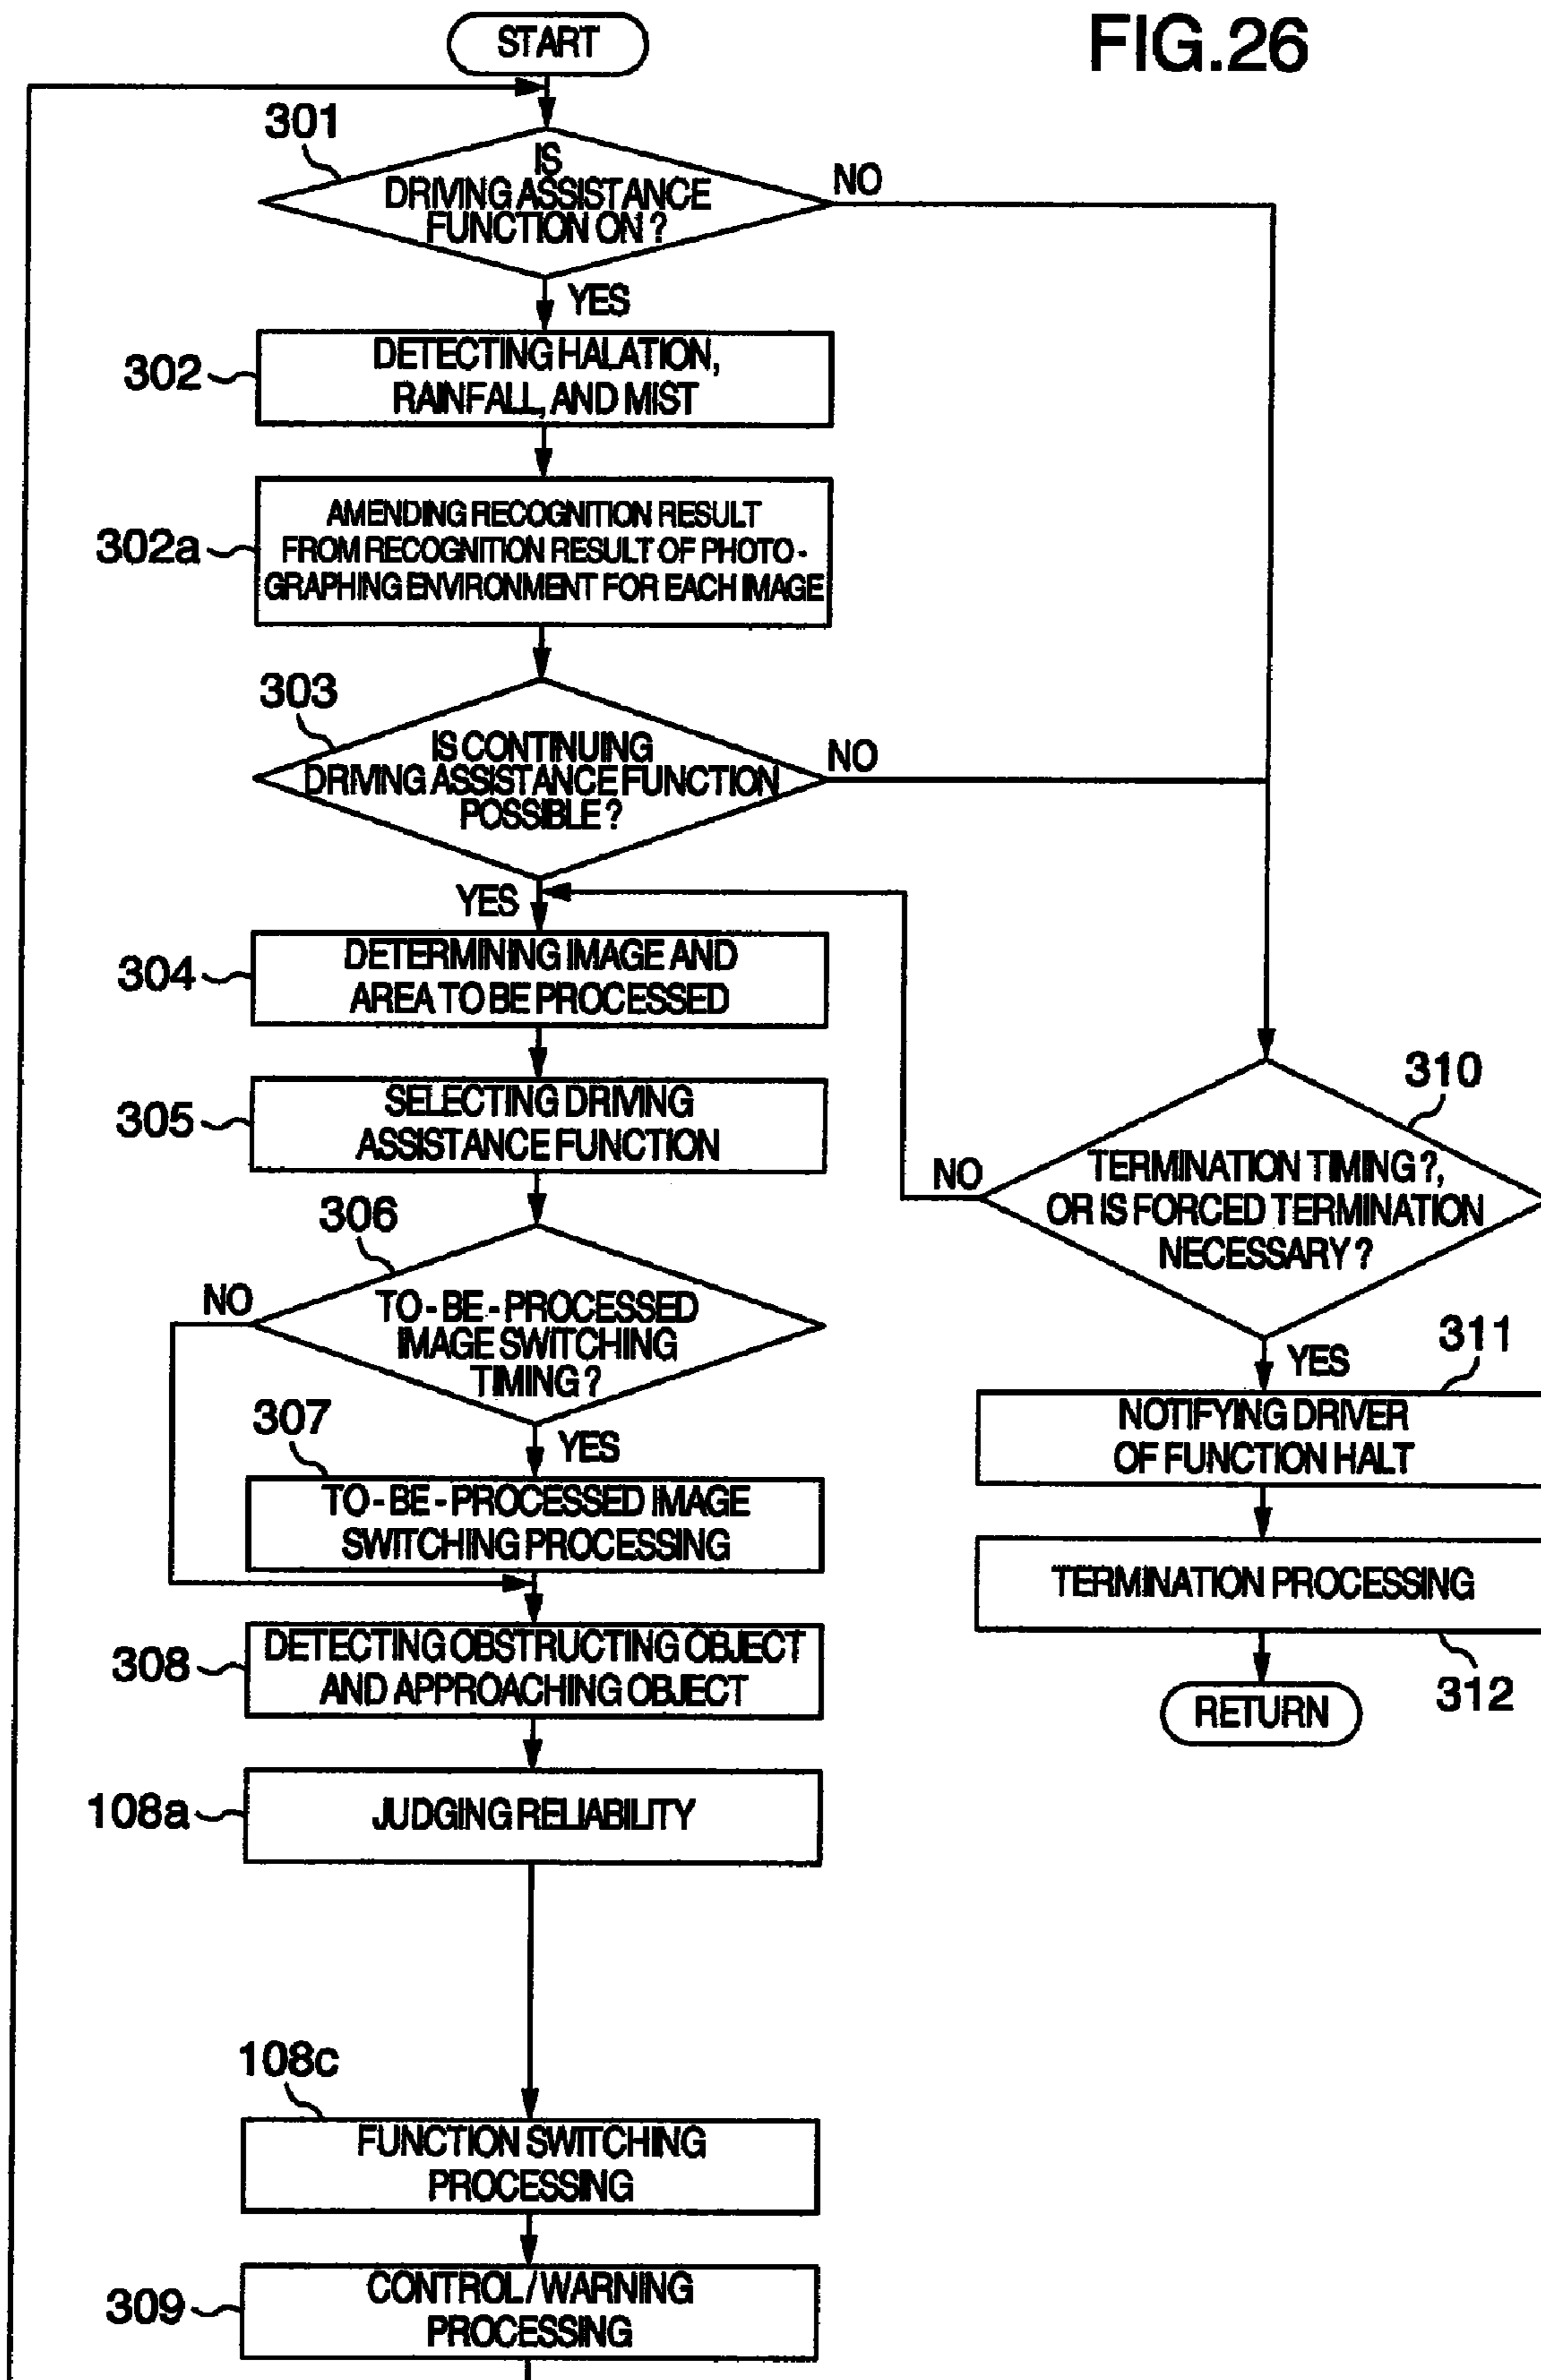 FIG.26
START
301
IS
DRIVING ASSISTANCE
FUNCTION ON ?
NO
YES
302
DETECTING HALATION,
RAINFALL, AND MIST
302a
AMENDING RECOGNITION RESULT
FROM RECOGNITION RESULT OF PHOTO -
GRAPHING ENVIRONMENT FOR EACH IMAGE
303
IS CONTINUING
DRIVING ASSISTANCE FUNCTION
POSSIBLE ?
NO
YES
304
DETERMINING IMAGE AND
AREA TO BE PROCESSED
305
SELECTING DRIVING
ASSISTANCE FUNCTION
306
NO
TO - BE - PROCESSED
IMAGE SWITCHING
TIMING ?
YES
307
TO - BE - PROCESSED IMAGE
SWITCHING PROCESSING
308
DETECTING OBSTRUCTING OBJECT
AND APPROACHING OBJECT
108a
JUDGING RELIABILITY
108c
FUNCTION SWITCHING
PROCESSING
309
CONTROL / WARNING
PROCESSING
310
NO
TERMINATION TIMING ?,
OR IS FORCED TERMINATION
NECESSARY ?
YES
311
NOTIFYING DRIVER
OF FUNCTION HALT
TERMINATION PROCESSING
312
RETURN